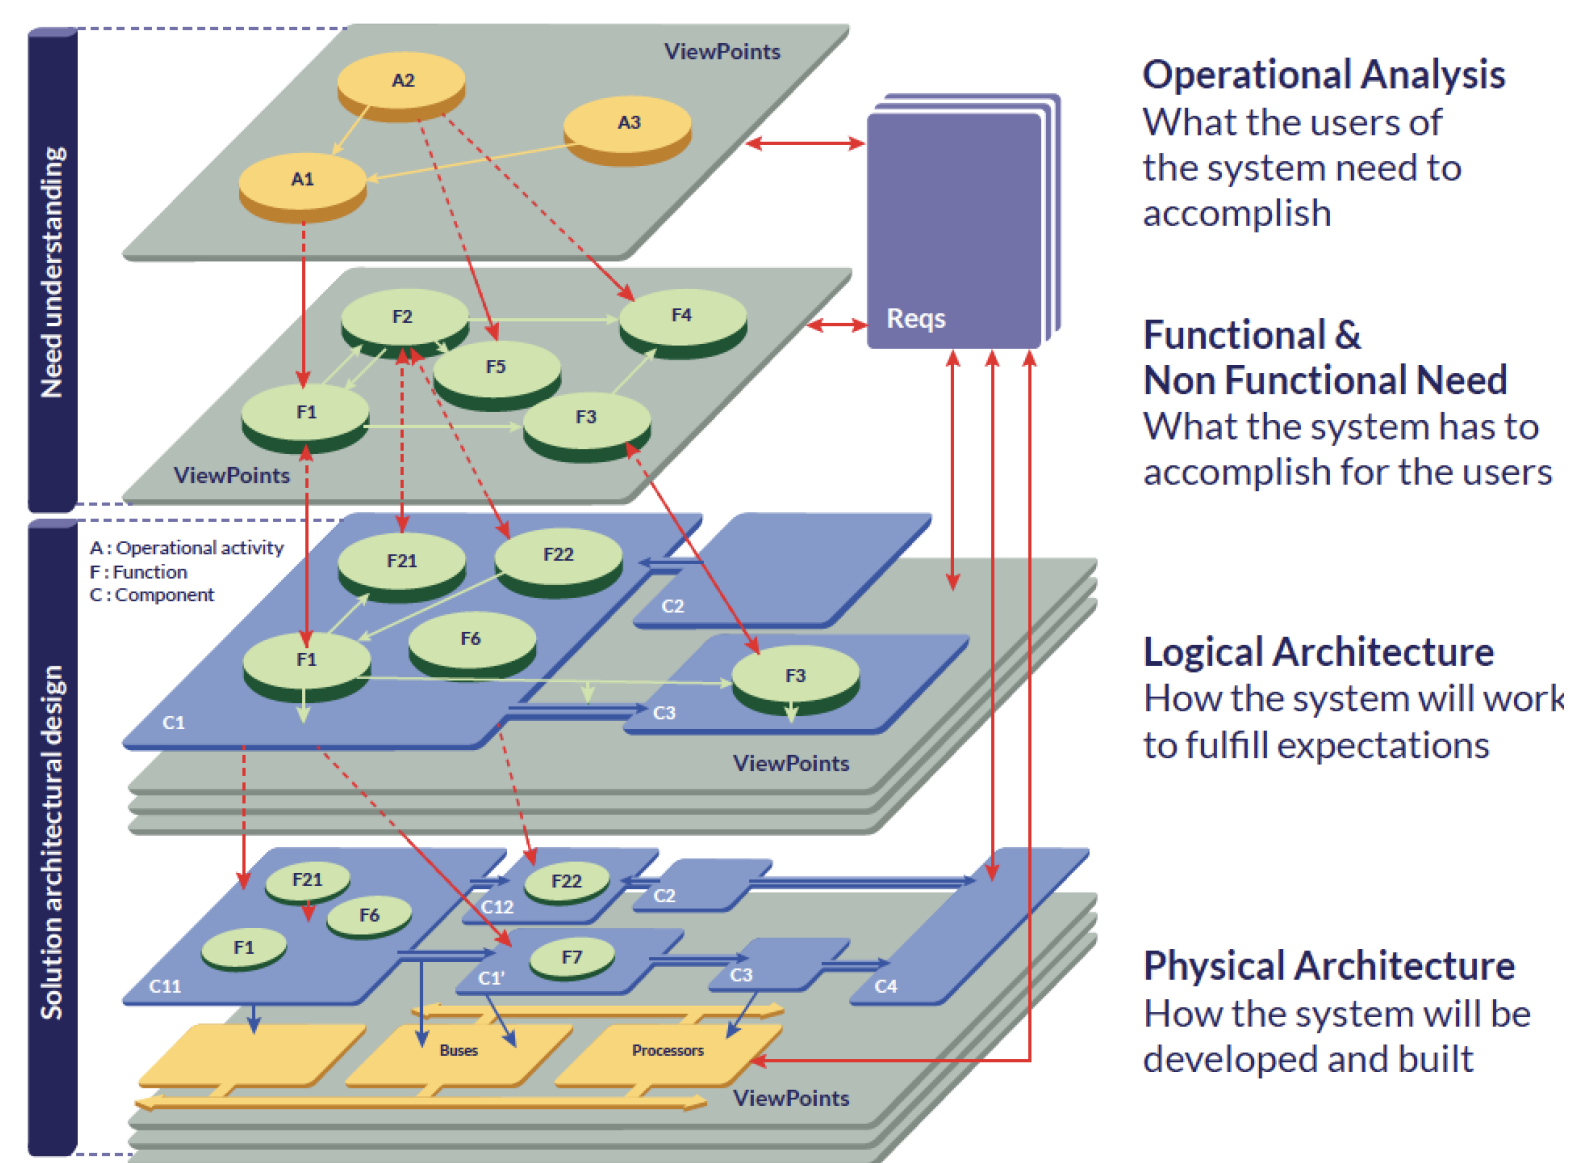 Need understanding
ViewPoints
A2
A3
A1
Reqs
Operational Analysis
What the users of
the system need to
accomplish
F2
F4
F5
F1
F3
ViewPoints
Functional &
Non Functional Need
What the system has to
accomplish for the users
Solution architectural design
A : Operational activity
F : Function
C : Component
F21
F22
F6
F1
C1
C2
F3
C3
ViewPoints
Logical Architecture
How the system will work
to fulfill expectations
F21
F6
F1
C11
F22
C12
C2
F7
C1'
C3
C4
Buses
Processors
ViewPoints
Physical Architecture
How the system will be
developed and built